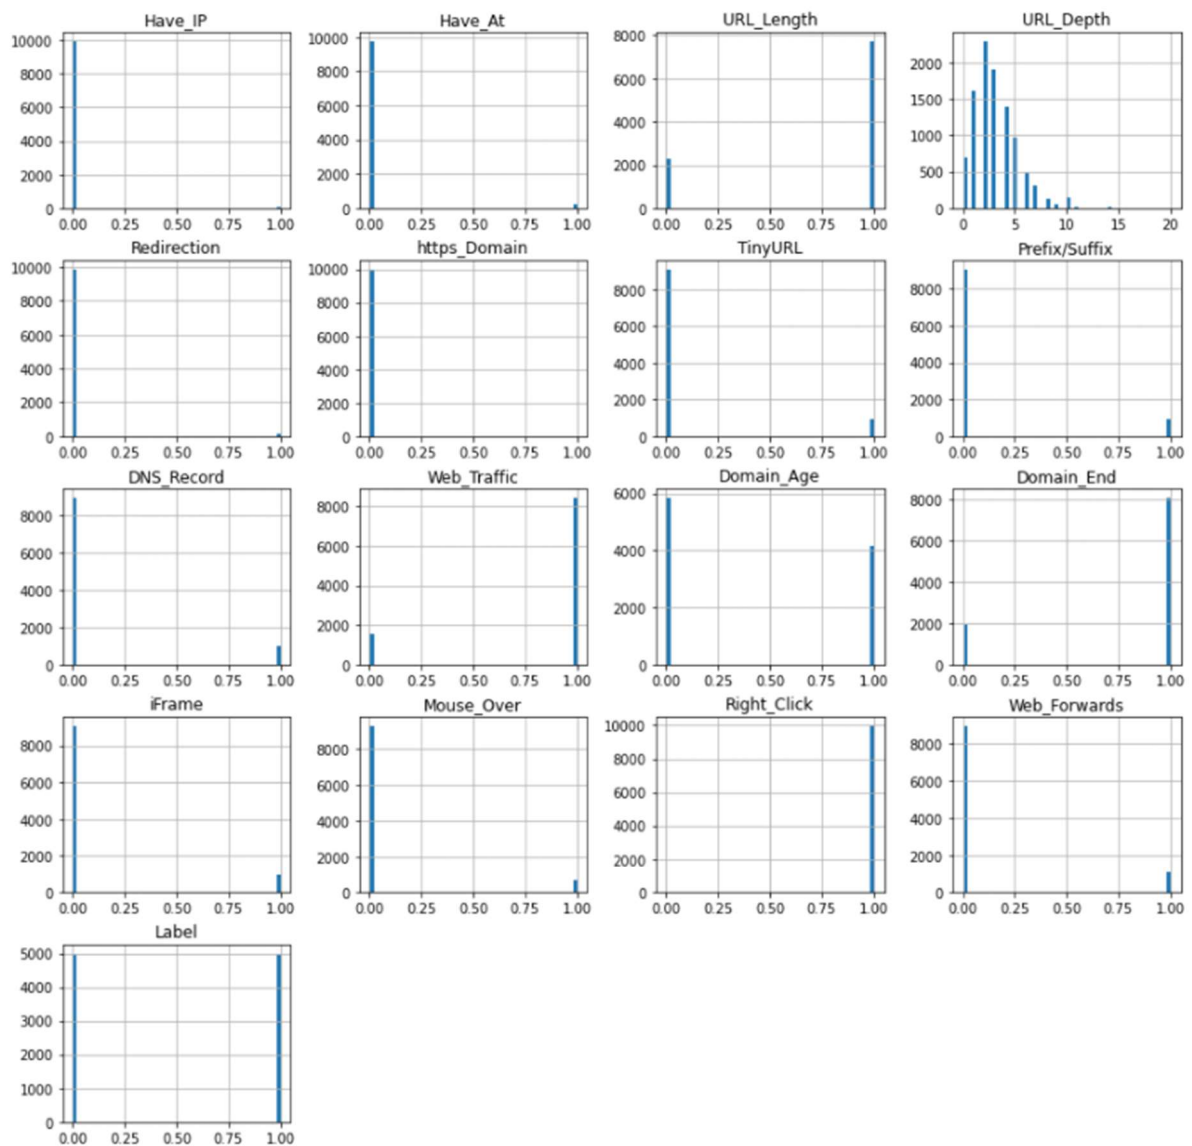 Have_IP Have_At URL_Length URL_Depth
10000 10000 8000
8000 8000 6000 2000
6000 6000 4000 1500
4000 4000 1000
2000 2000 2000 500
0 0 0 0
0.00 0.25 0.50 0.75 1.00 0.00 0.25 0.50 0.75 1.00 0.00 0.25 0.50 0.75 1.00 0 5 10 15 20
Redirection https_Domain TinyURL Prefix/Suffix
10000 10000
8000 8000 8000 8000
6000 6000 6000 6000
4000 4000 4000 4000
2000 2000 2000 2000
0 0 0 0
0.00 0.25 0.50 0.75 1.00 0.00 0.25 0.50 0.75 1.00 0.00 0.25 0.50 0.75 1.00 0.00 0.25 0.50 0.75 1.00
DNS_Record Web_Traffic Domain_Age Domain_End
8000 8000 6000 8000
6000 6000 4000 6000
4000 4000 4000
2000 2000 2000 2000
0 0 0 0
0.00 0.25 0.50 0.75 1.00 0.00 0.25 0.50 0.75 1.00 0.00 0.25 0.50 0.75 1.00 0.00 0.25 0.50 0.75 1.00
iFrame Mouse_Over Right_Click Web_Forwards
10000
8000 8000 8000 8000
6000 6000 6000 6000
4000 4000 4000 4000
2000 2000 2000 2000
0 0 0 0
0.00 0.25 0.50 0.75 1.00 0.00 0.25 0.50 0.75 1.00 0.00 0.25 0.50 0.75 1.00 0.00 0.25 0.50 0.75 1.00
Label
5000
4000
3000
2000
1000
0
0.00 0.25 0.50 0.75 1.00